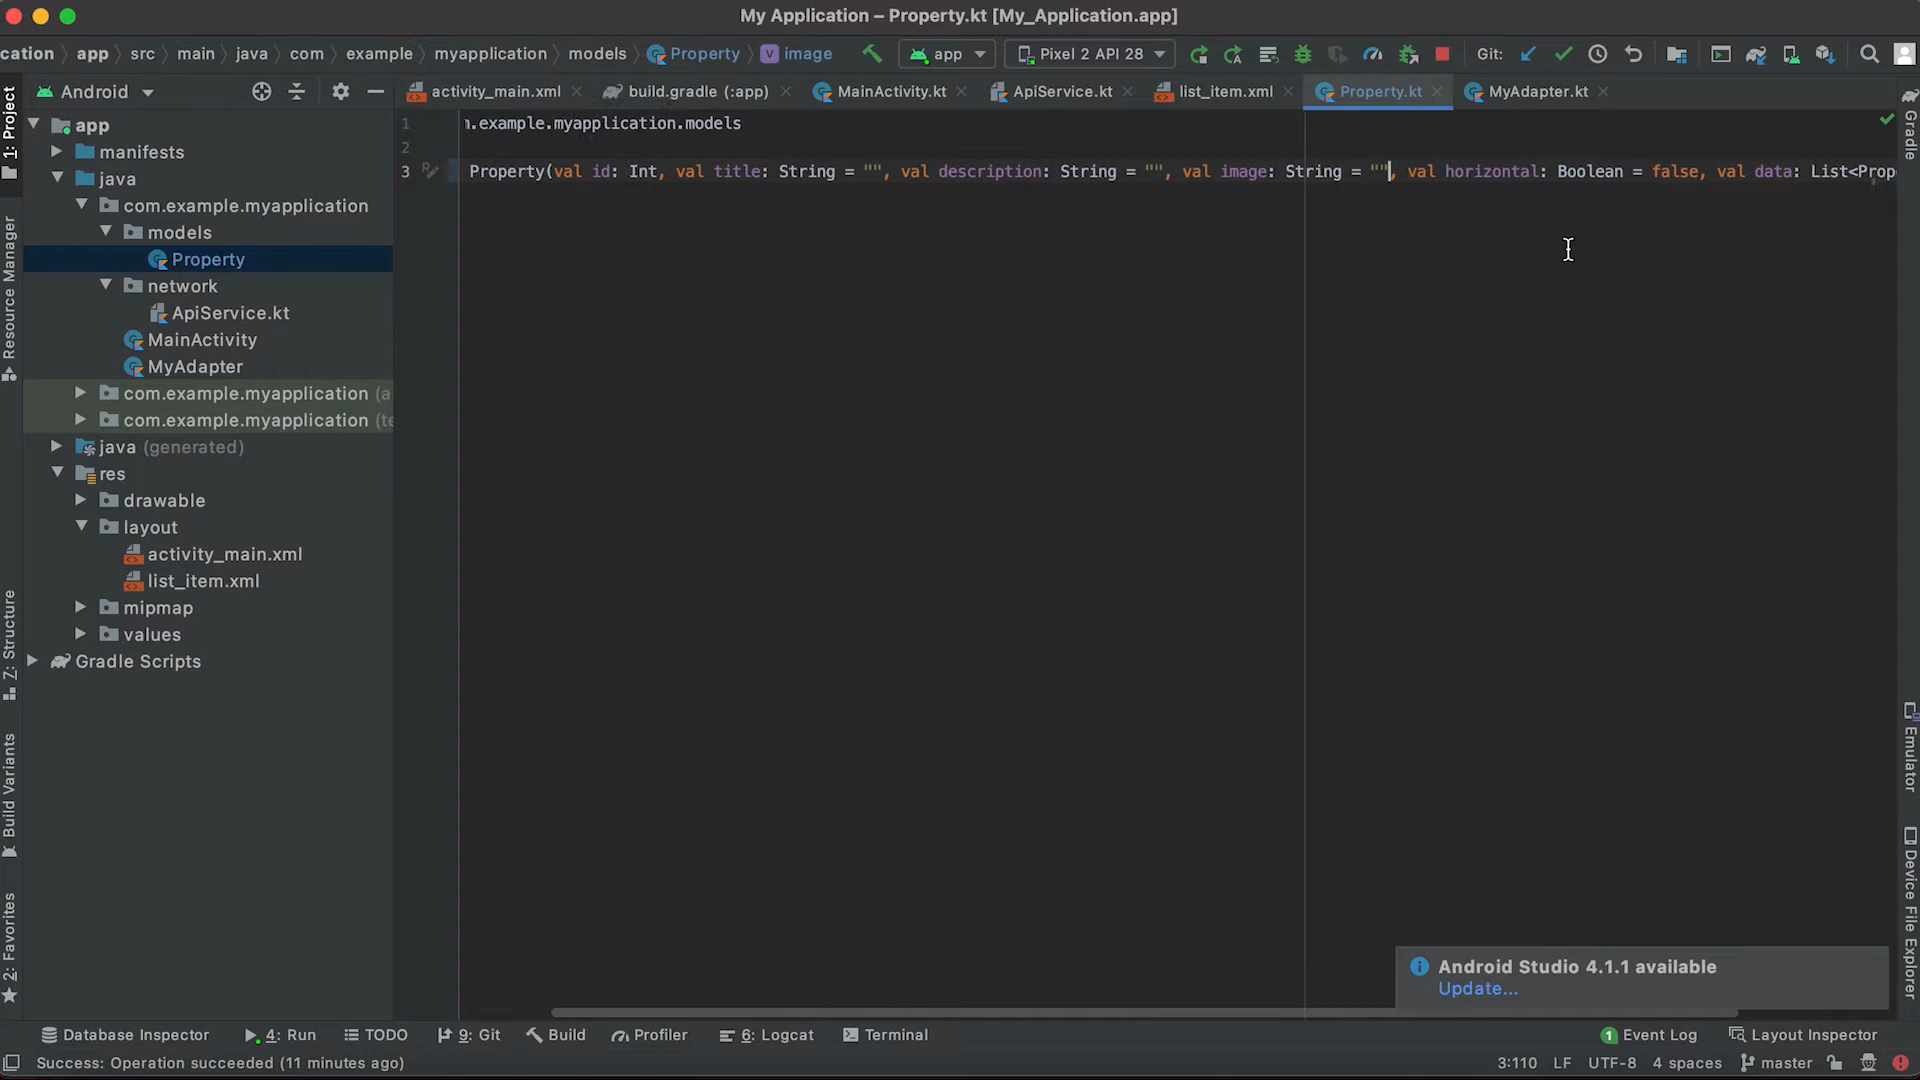 My Application – Property.kt [My_Application.app]
cation app src main java com example myapplication models Property image app Pixel 2 API 28 Git:
Android
activity_main.xml build.gradle (:app) MainActivity.kt ApiService.kt list_item.xml Property.kt MyAdapter.kt
1: Project
Resource Manager
Z: Structure
Build Variants
2: Favorites
app
manifests
java
com.example.myapplication
models
Property
network
ApiService.kt
MainActivity
MyAdapter
com.example.myapplication (a
com.example.myapplication (te
java (generated)
res
drawable
layout
activity_main.xml
list_item.xml
mipmap
values
Gradle Scripts
1 .example.myapplication.models
2
3 Property(val id: Int, val title: String = "", val description: String = "", val image: String = "", val horizontal: Boolean = false, val data: List<Prop
Gradle
Emulator
Device File Explorer
Android Studio 4.1.1 available
Update...
Database Inspector 4: Run TODO 9: Git Build Profiler 6: Logcat Terminal 1 Event Log Layout Inspector
Success: Operation succeeded (11 minutes ago) 3:110 LF UTF-8 4 spaces master